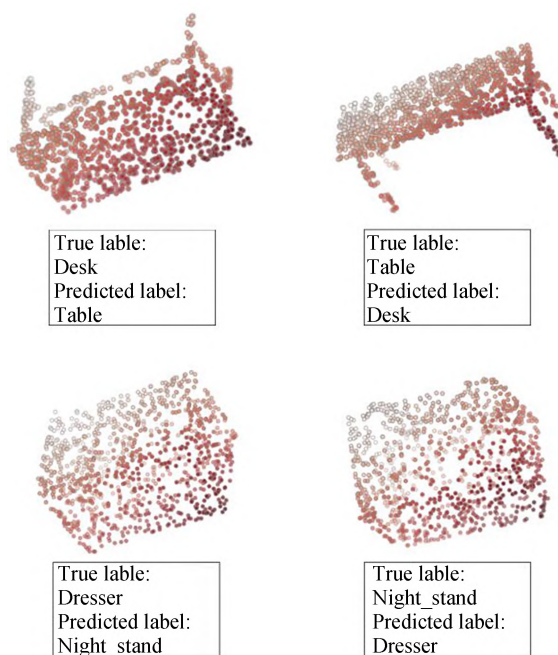 True lable:
Desk
Predicted label:
Table
True lable:
Table
Predicted label:
Desk
True lable:
Dresser
Predicted label:
Night_stand
True lable:
Night_stand
Predicted label:
Dresser